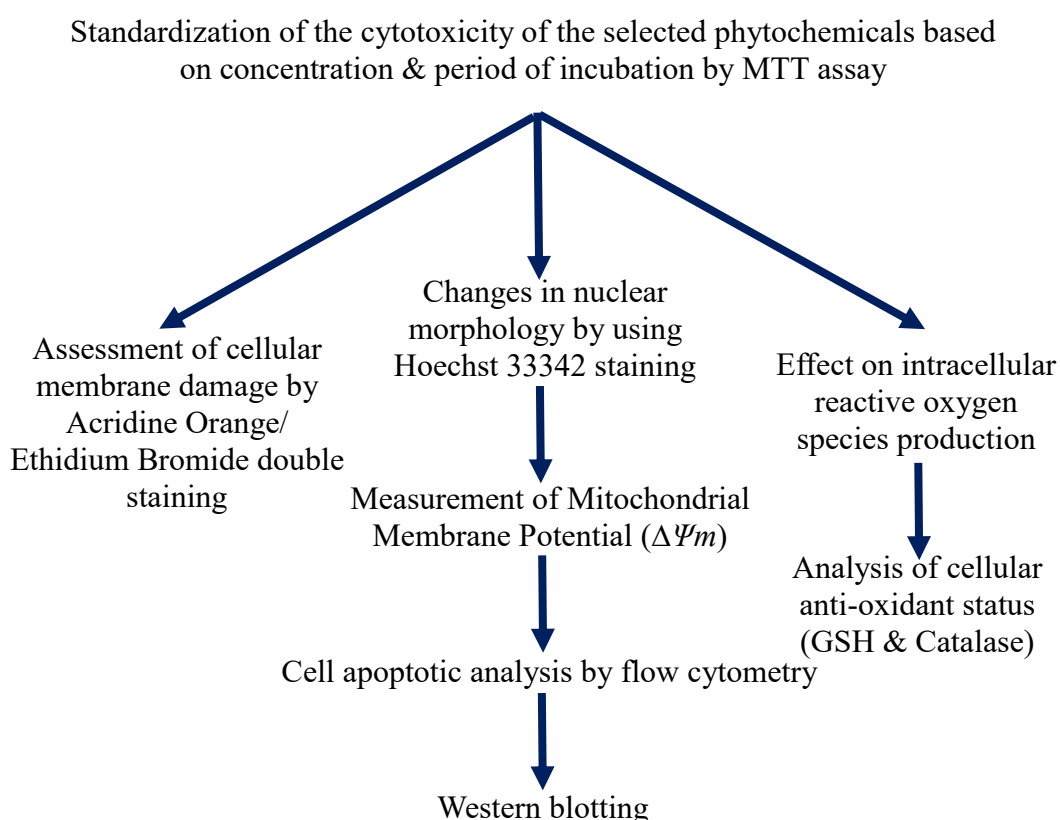 Standardization of the cytotoxicity of the selected phytochemicals based
on concentration & period of incubation by MTT assay
Assessment of cellular
membrane damage by
Acridine Orange/
Ethidium Bromide double
staining
Changes in nuclear
morphology by using
Hoechst 33342 staining
Measurement of Mitochondrial
Membrane Potential (ΔΨm)
Cell apoptotic analysis by flow cytometry
Western blotting
Effect on intracellular
reactive oxygen
species production
Analysis of cellular
anti-oxidant status
(GSH & Catalase)